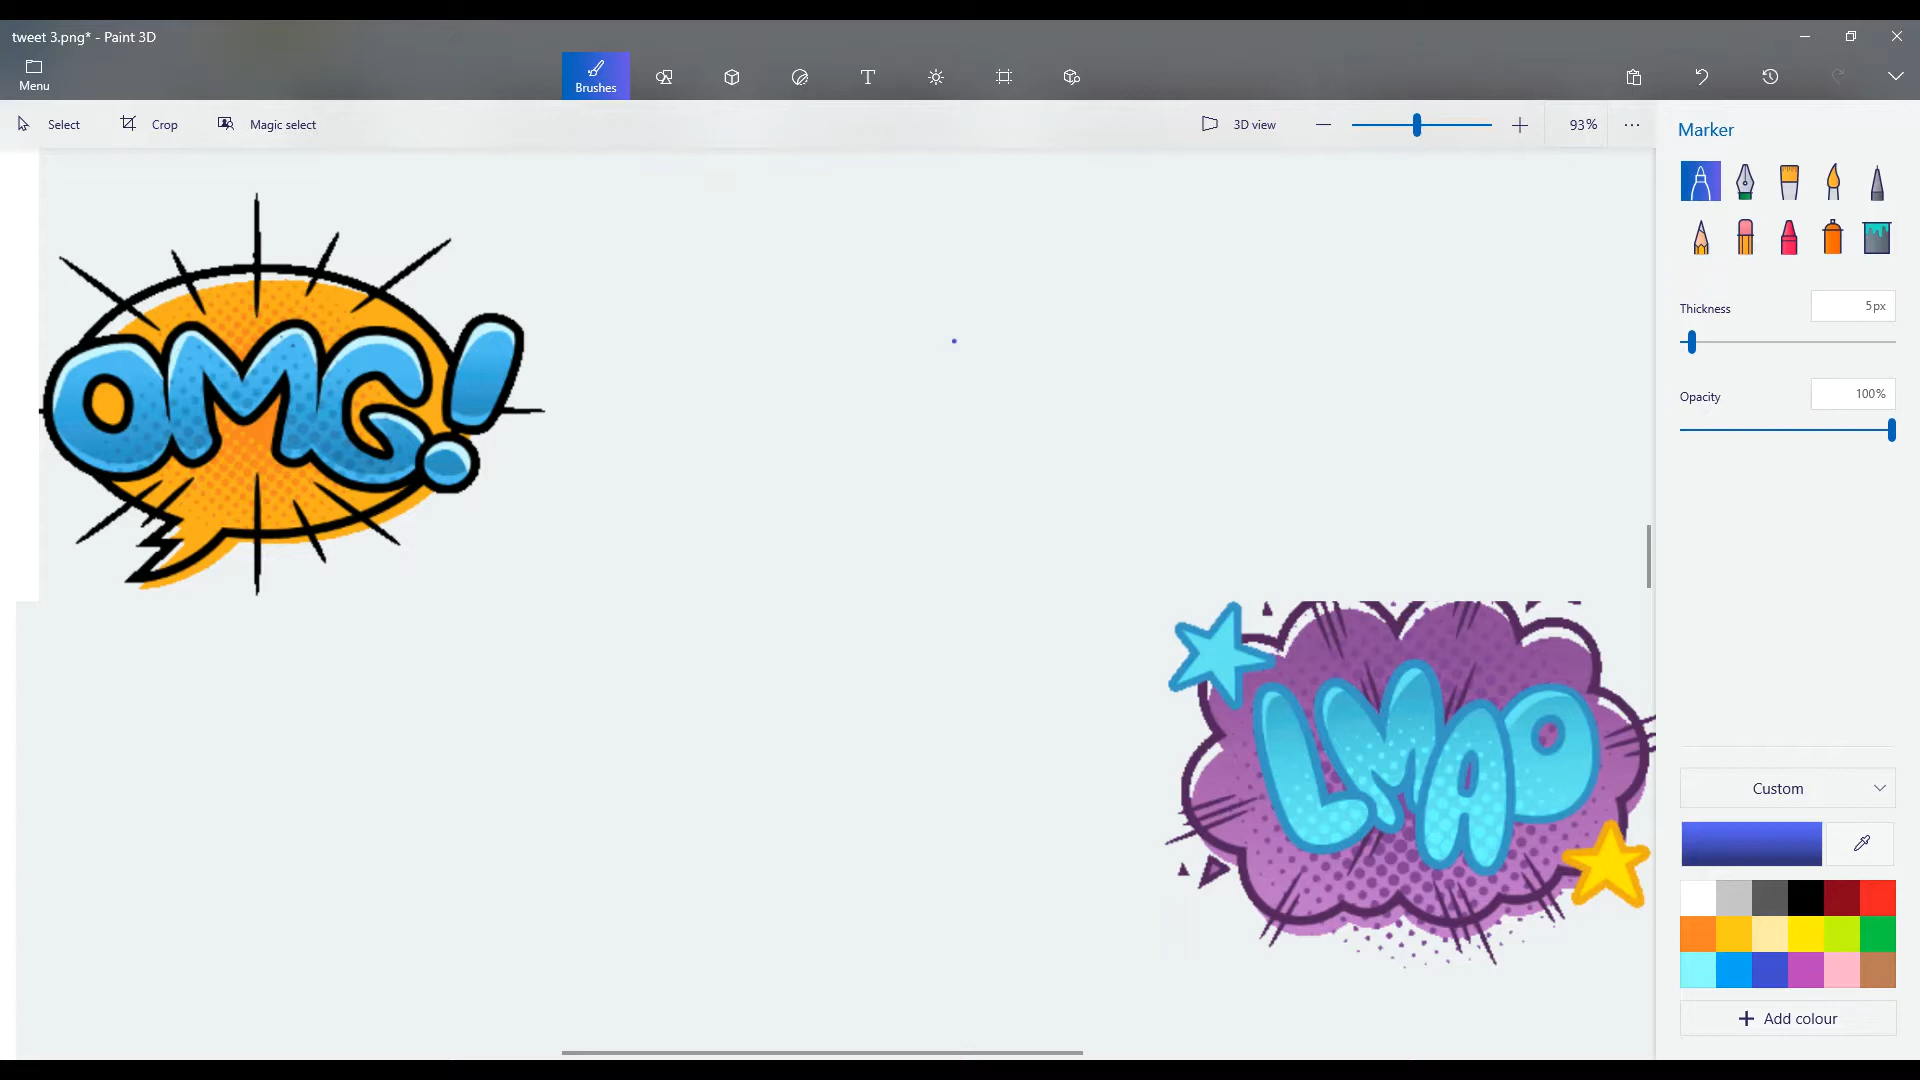 tweet 3.png* - Paint 3D
Menu
Brushes
Select
Crop
Magic select
3D view
93%
Marker
Thickness
5px
Opacity
100%
OMG!
LMAO
Custom
Add colour